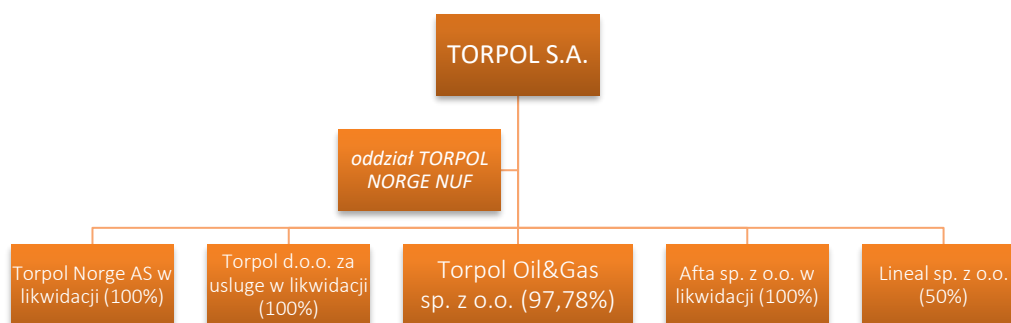 TORPOL S.A.
oddział TORPOL
NORGE NUF
Torpol Norge AS w
likwidacji (100%)
Torpol d.o.o. za
usluge w likwidacji
(100%)
Torpol Oil&Gas
sp. z o.o. (97,78%)
Afta sp. z o.o. w
likwidacji (100%)
Lineal sp. z o.o.
(50%)